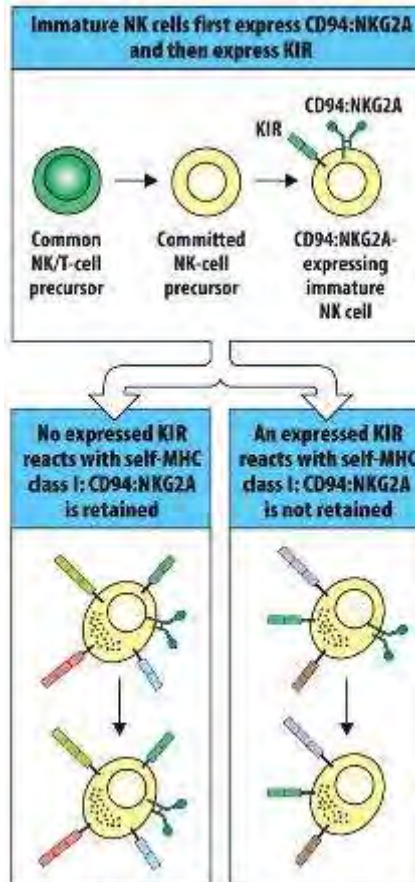 Immature NK cells first express CD94:NKG2A
and then express KIR
CD94:NKG2A
KIR
Common
NK/T-cell
precursor
Committed
NK-cell
precursor
CD94:NKG2A-
expressing
immature
NK cell
No expressed KIR
reacts with self-MHC
class I: CD94:NKG2A
is retained
An expressed KIR
reacts with self-MHC
class I: CD94:NKG2A
is not retained